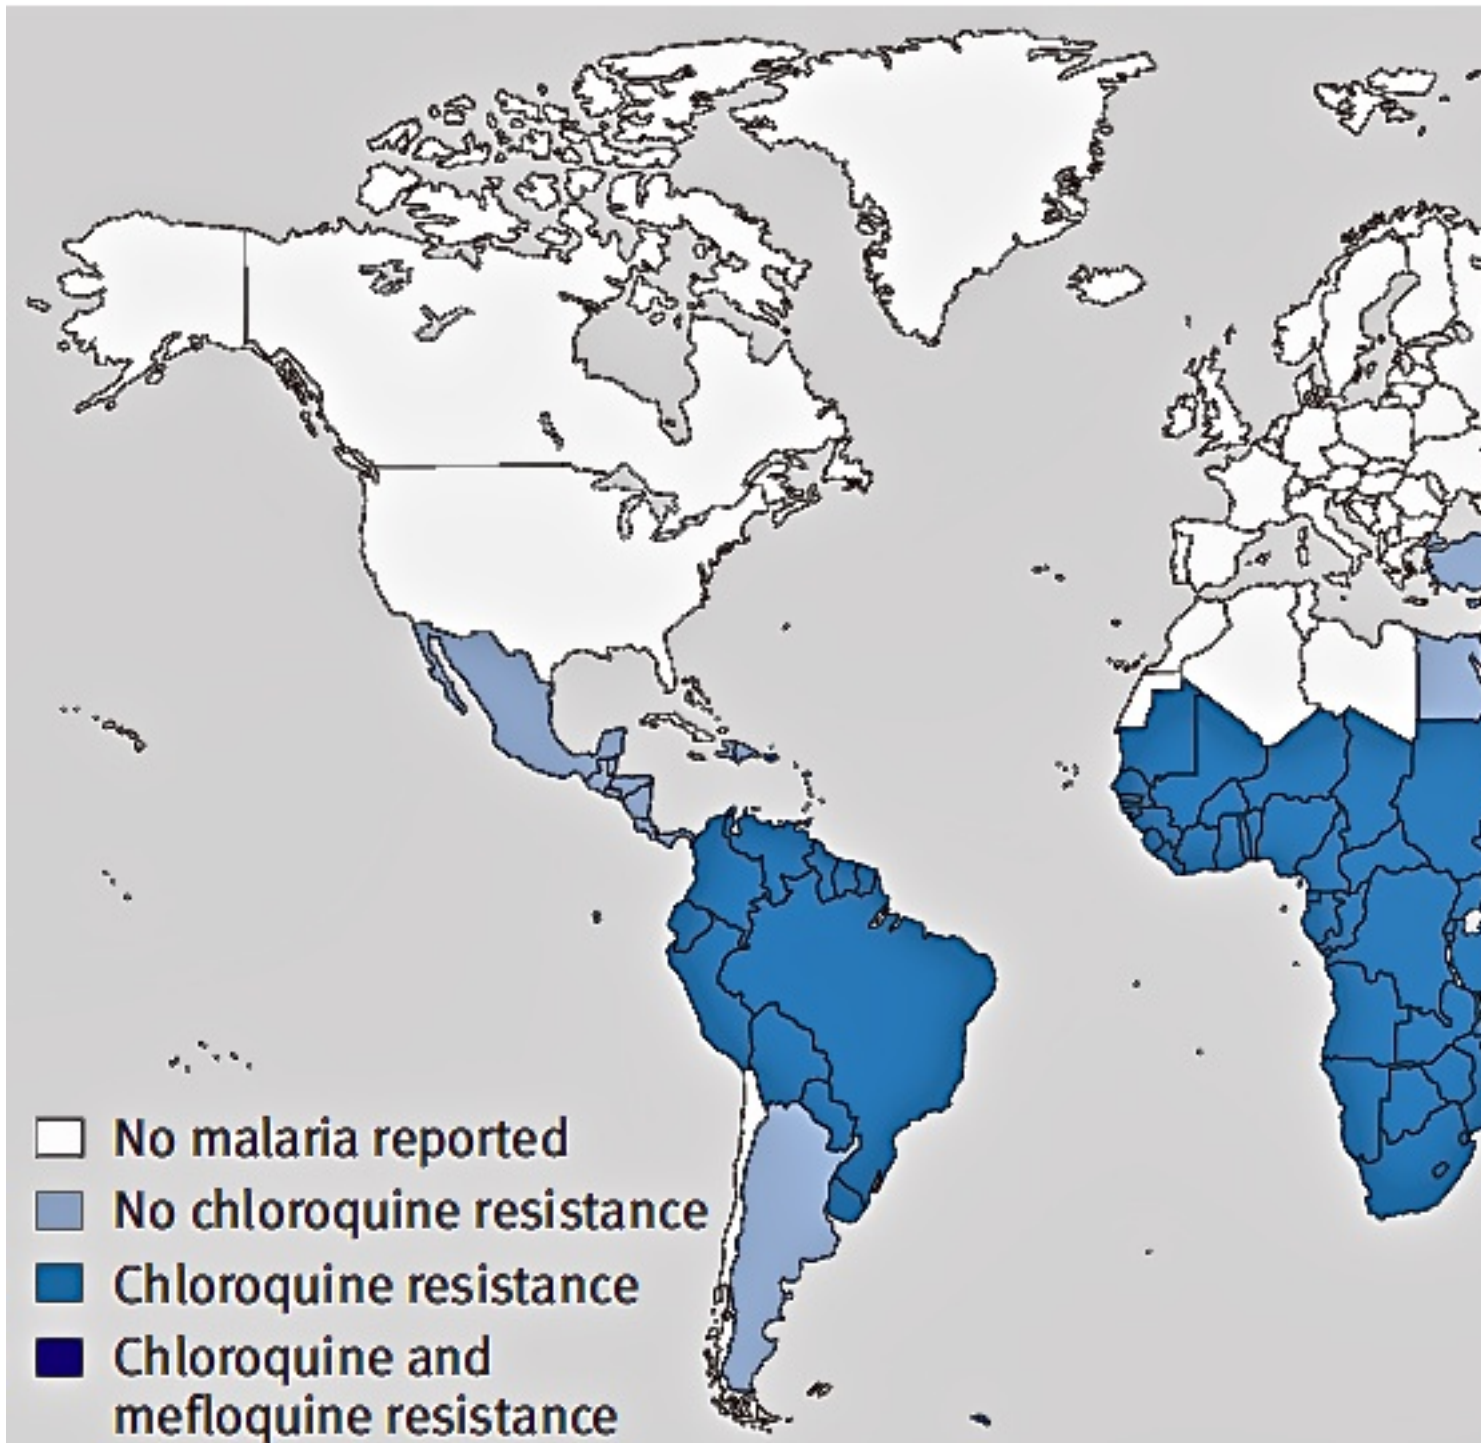 No malaria reported
No chloroquine resistance
Chloroquine resistance
Chloroquine and
mefloquine resistance